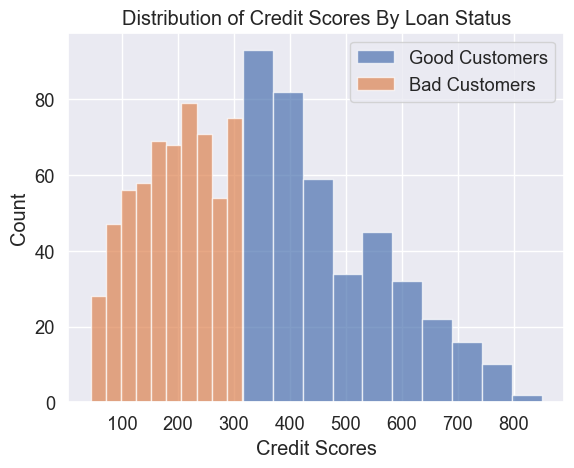 Distribution of Credit Scores By Loan Status
Good Customers
Bad Customers
80
60
40
20
0
Count
100 200 300 400 500 600 700 800
Credit Scores